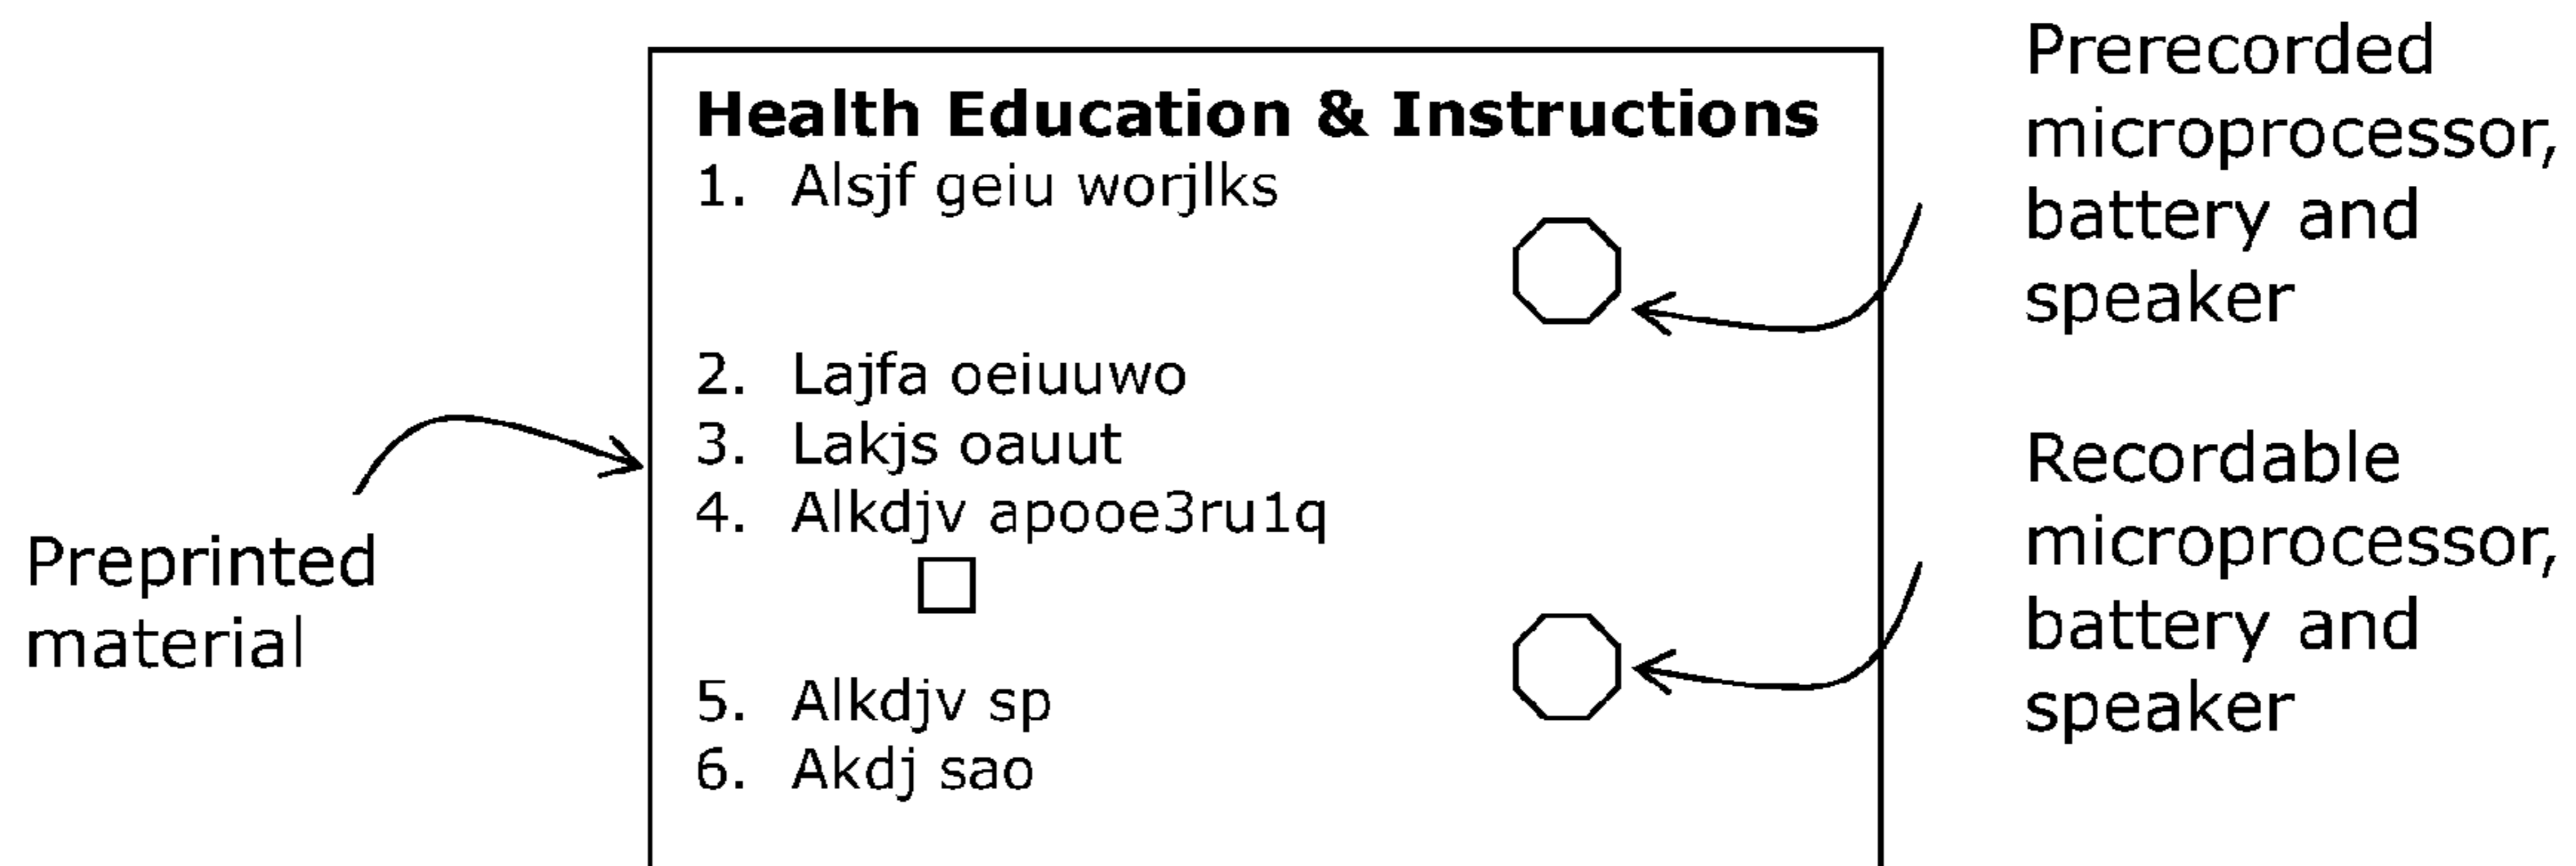 Health Education & Instructions
1. Alsjf geiu worjlks
2. Lajfa oeiuuwo
3. Lakjs oauut
4. Alkdjv apooe3ru1q
5. Alkdjv sp
6. Akdj sao
Preprinted
material
Prerecorded
microprocessor,
battery and
speaker
Recordable
microprocessor,
battery and
speaker